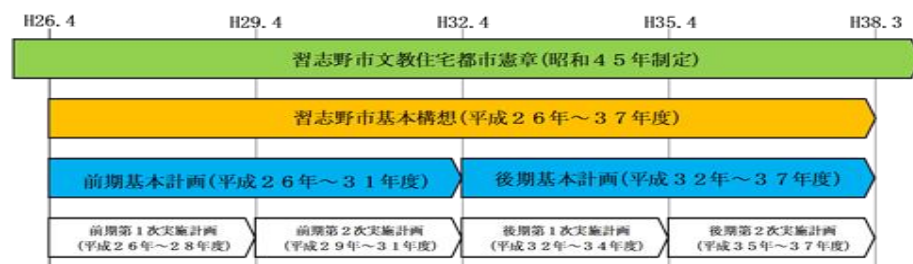 H26.4 H29.4 H32.4 H35.4 H38.3
習志野市文教住宅都市憲章(昭和４５年制定)
習志野市基本構想(平成２６年～３７年度)
前期基本計画(平成２６年～３１年度) 後期基本計画(平成３２年～３７年度)
前期第１次実施計画
(平成２６年～２８年度)
前期第２次実施計画
(平成２９年～３１年度)
後期第１次実施計画
(平成３２年～３４年度)
後期第２次実施計画
(平成３５年～３７年度)